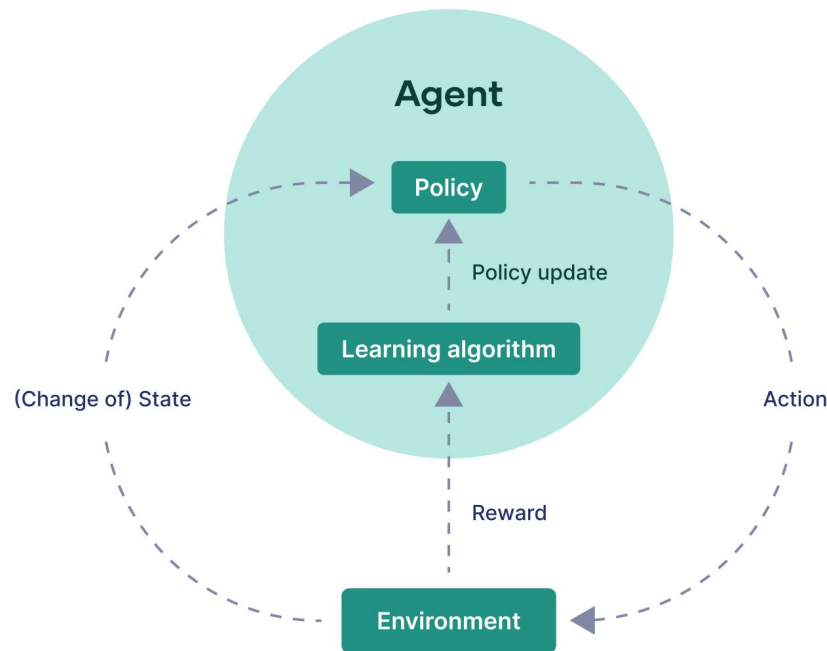 Agent
Policy
Policy update
Learning algorithm
(Change of) State
Action
Reward
Environment